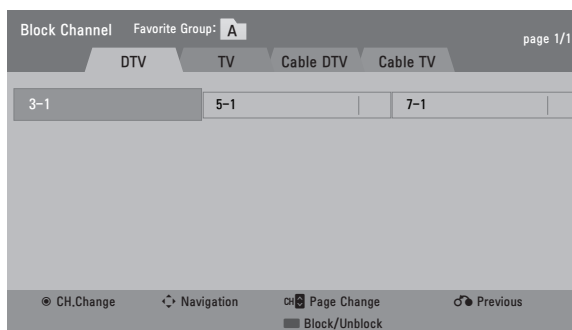 Block Channel Favorite Group: A
page 1/1
DTV TV Cable DTV Cable TV
3-1 5-1 7-1
CH.Change Navigation CH Page Change Previous
Block/Unblock